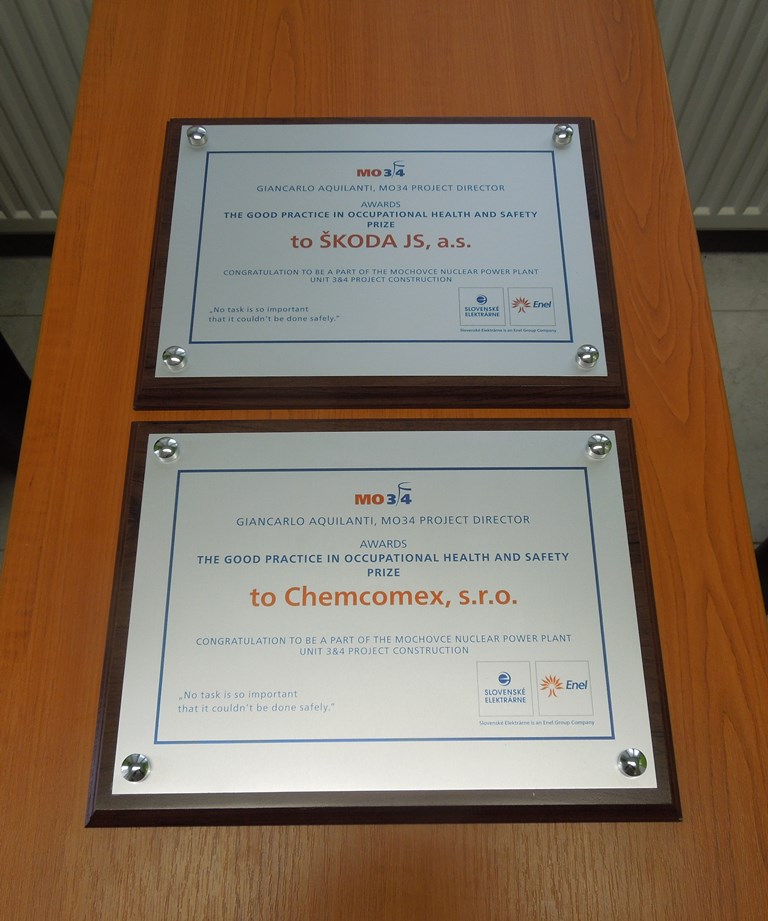 MO34
GIANCARLO AQUILANTI, MO34 PROJECT DIRECTOR
AWARDS
THE GOOD PRACTICE IN OCCUPATIONAL HEALTH AND SAFETY
PRIZE
to ŠKODA JS, a.s.
CONGRATULATION TO BE A PART OF THE MOCHOVCE NUCLEAR POWER PLANT
UNIT 3&4 PROJECT CONSTRUCTION
„No task is so important
that it couldn't be done safely.”
SLOVENSKÉ
ELEKTRÁRNE
Enel
Slovenské Elektrárne is an Enel Group Company
MO34
GIANCARLO AQUILANTI, MO34 PROJECT DIRECTOR
AWARDS
THE GOOD PRACTICE IN OCCUPATIONAL HEALTH AND SAFETY
PRIZE
to Chemcomex, s.r.o.
CONGRATULATION TO BE A PART OF THE MOCHOVCE NUCLEAR POWER PLANT
UNIT 3&4 PROJECT CONSTRUCTION
„No task is so important
that it couldn't be done safely.”
SLOVENSKÉ
ELEKTRÁRNE
Enel
Slovenské Elektrárne is an Enel Group Company